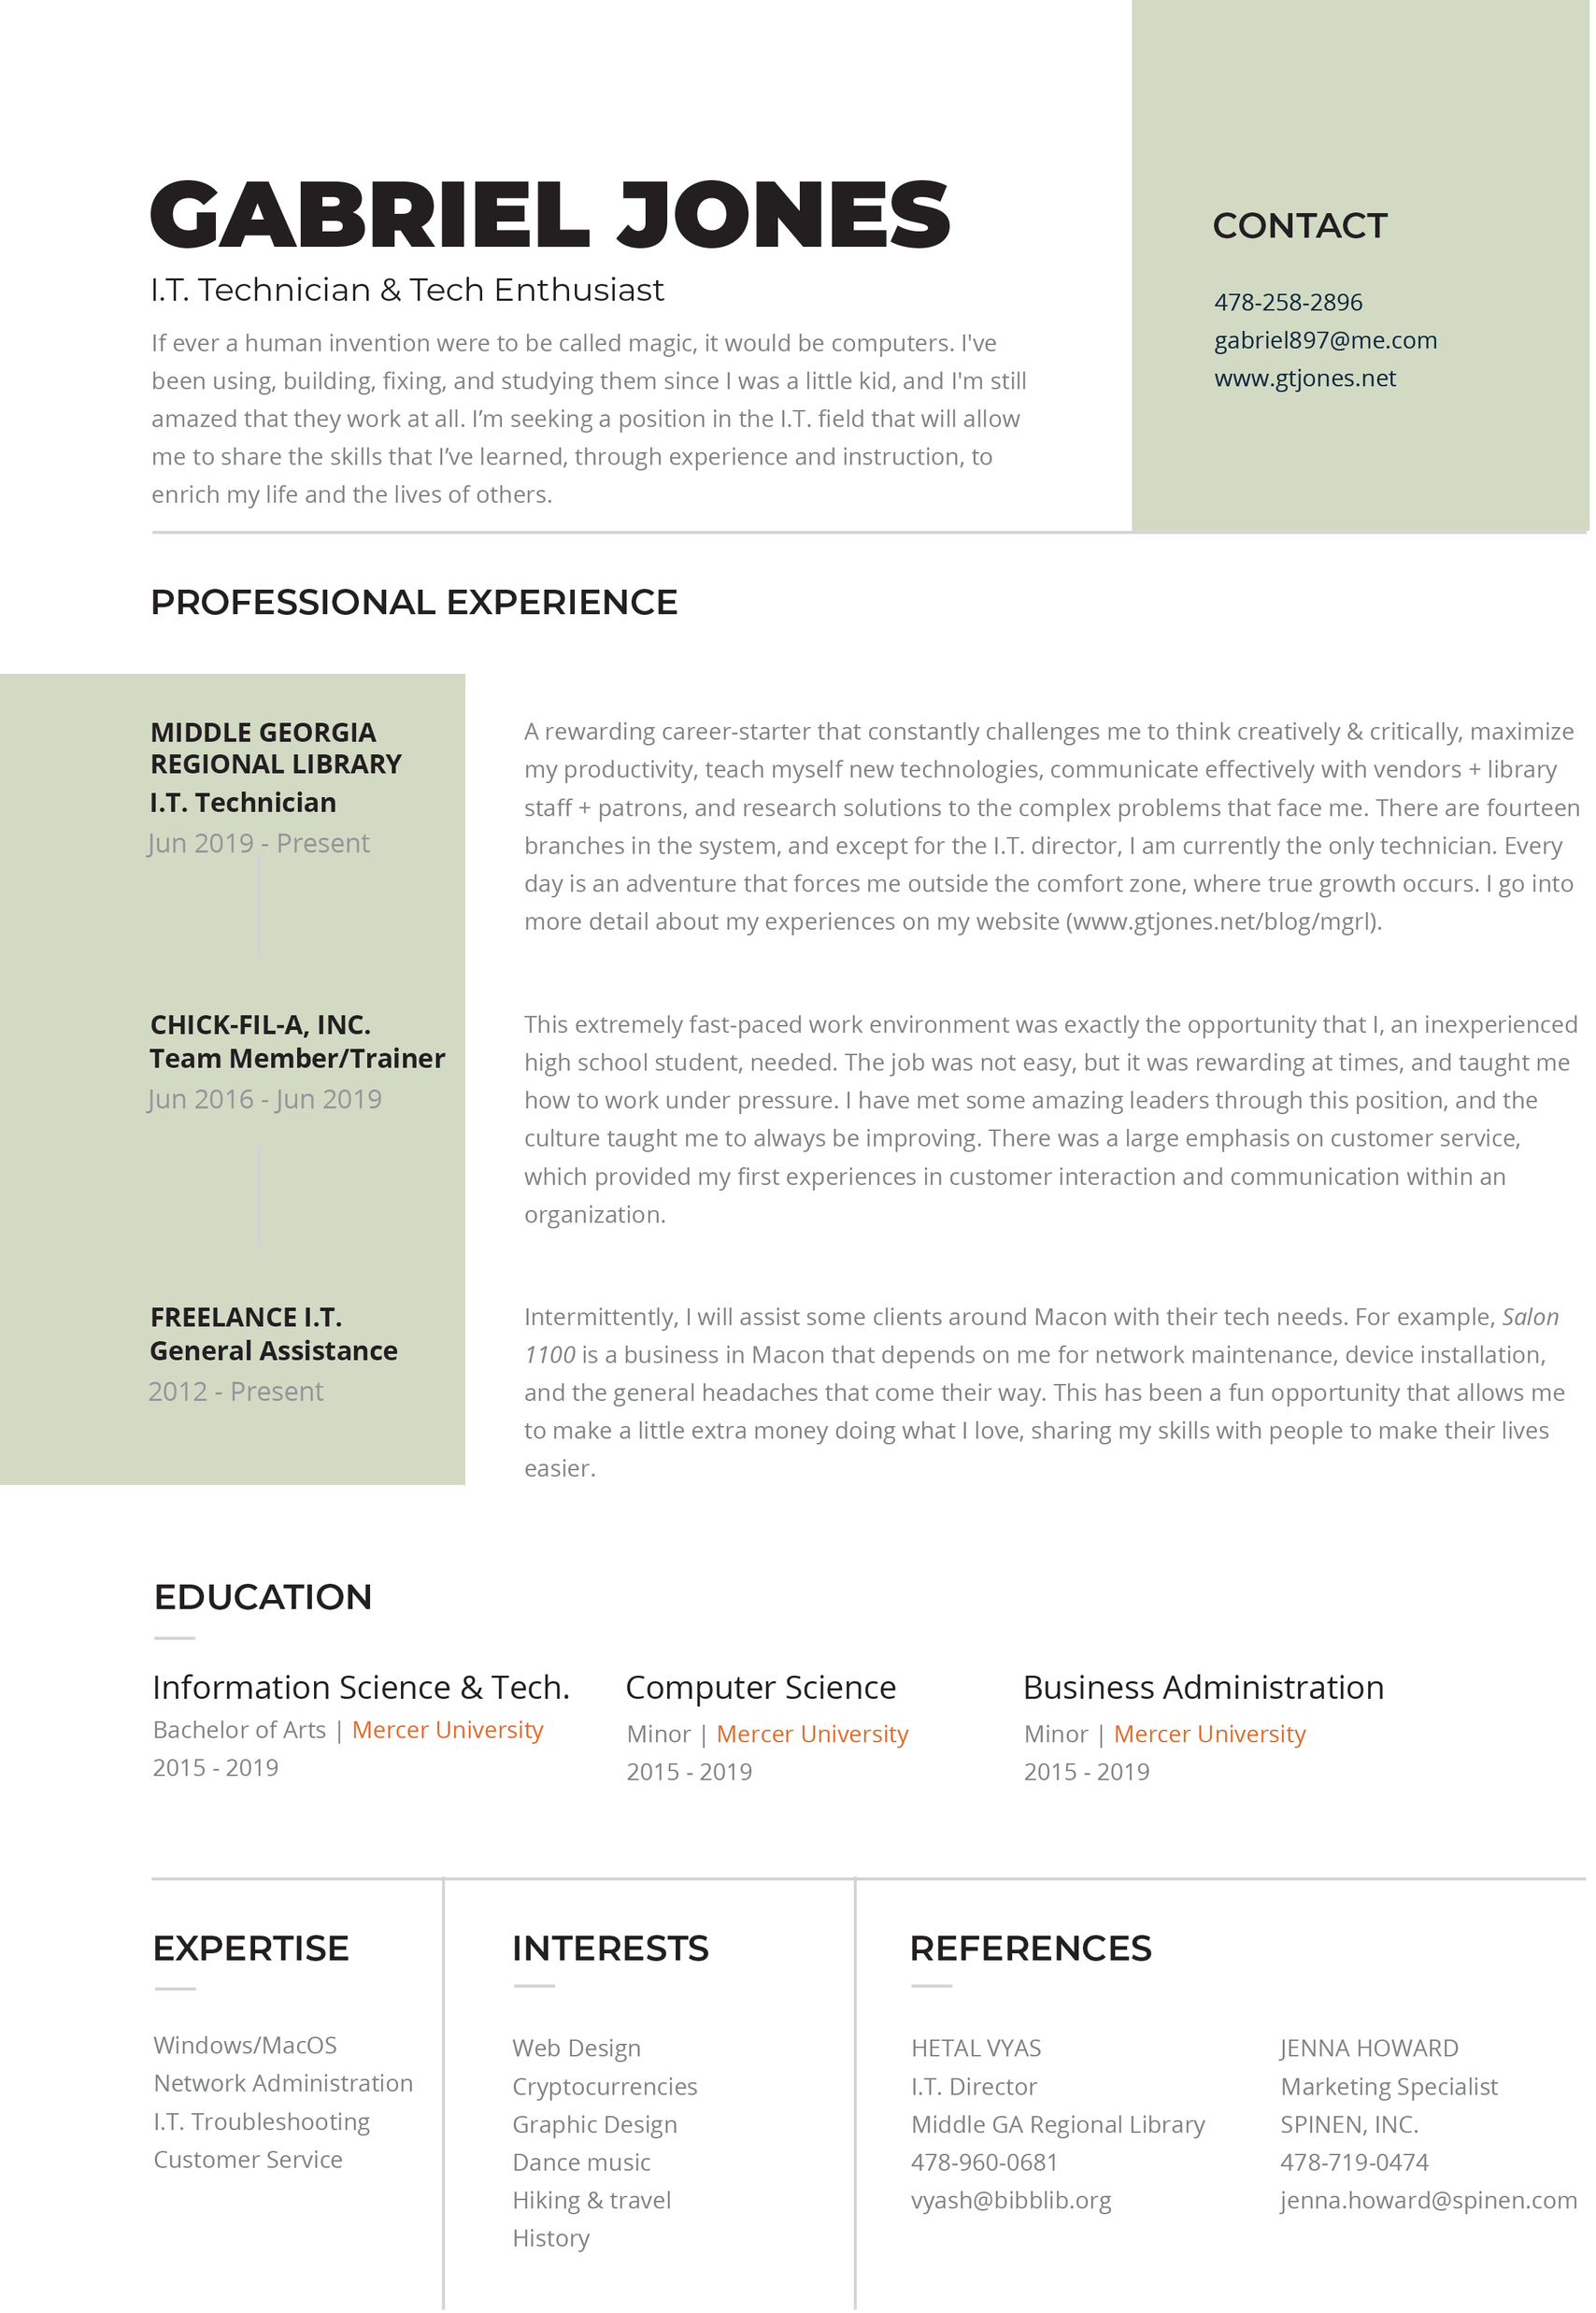 GABRIEL JONES
I.T. Technician & Tech Enthusiast
If ever a human invention were to be called magic, it would be computers. I've
been using, building, fixing, and studying them since I was a little kid, and I'm still
amazed that they work at all. I’m seeking a position in the I.T. field that will allow
me to share the skills that I’ve learned, through experience and instruction, to
enrich my life and the lives of others.
CONTACT
478-258-2896
gabriel897@me.com
www.gtjones.net
PROFESSIONAL EXPERIENCE
MIDDLE GEORGIA
REGIONAL LIBRARY
I.T. Technician
Jun 2019 - Present
A rewarding career-starter that constantly challenges me to think creatively & critically, maximize
my productivity, teach myself new technologies, communicate effectively with vendors + library
staff + patrons, and research solutions to the complex problems that face me. There are fourteen
branches in the system, and except for the I.T. director, I am currently the only technician. Every
day is an adventure that forces me outside the comfort zone, where true growth occurs. I go into
more detail about my experiences on my website (www.gtjones.net/blog/mgrl).
CHICK-FIL-A, INC.
Team Member/Trainer
Jun 2016 - Jun 2019
This extremely fast-paced work environment was exactly the opportunity that I, an inexperienced
high school student, needed. The job was not easy, but it was rewarding at times, and taught me
how to work under pressure. I have met some amazing leaders through this position, and the
culture taught me to always be improving. There was a large emphasis on customer service,
which provided my first experiences in customer interaction and communication within an
organization.
FREELANCE I.T.
General Assistance
2012 - Present
Intermittently, I will assist some clients around Macon with their tech needs. For example, Salon
1100 is a business in Macon that depends on me for network maintenance, device installation,
and the general headaches that come their way. This has been a fun opportunity that allows me
to make a little extra money doing what I love, sharing my skills with people to make their lives
easier.
EDUCATION
Information Science & Tech.
Bachelor of Arts | Mercer University
2015 - 2019
Computer Science
Minor | Mercer University
2015 - 2019
Business Administration
Minor | Mercer University
2015 - 2019
EXPERTISE
Windows/MacOS
Network Administration
I.T. Troubleshooting
Customer Service
INTERESTS
Web Design
Cryptocurrencies
Graphic Design
Dance music
Hiking & travel
History
REFERENCES
HETAL VYAS
I.T. Director
Middle GA Regional Library
478-960-0681
vyash@bibblib.org
JENNA HOWARD
Marketing Specialist
SPINEN, INC.
478-719-0474
jenna.howard@spinen.com